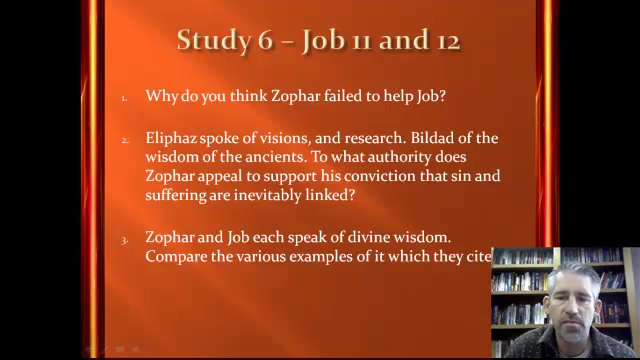 Study 6 – Job 11 and 12
1. Why do you think Zophar failed to help Job?
2. Eliphaz spoke of visions, and research. Bildad of the
wisdom of the ancients. To what authority does
Zophar appeal to support his conviction that sin and
suffering are inevitably linked?
3. Zophar and Job each speak of divine wisdom.
Compare the various examples of it which they cite